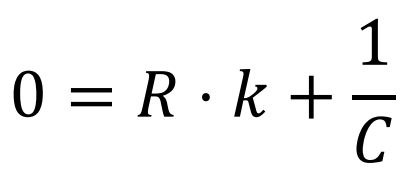 0 = R · k + 1/C